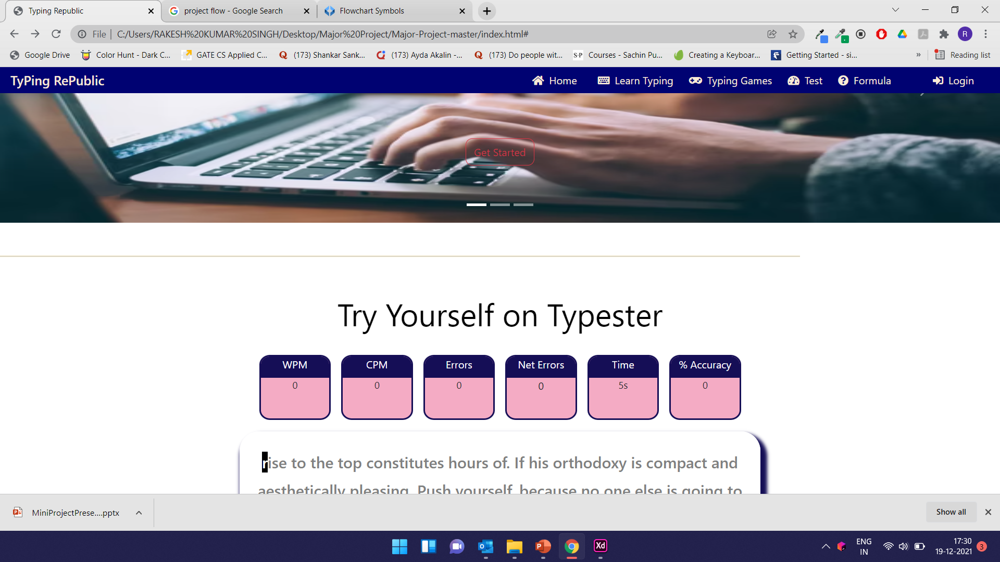 Typing Republic
project flow - Google Search
Flowchart Symbols
File | C:/Users/RAKESH%20KUMAR%20SINGH/Desktop/Major%20Project/Major-Project-master/index.html#
R
Google Drive
Color Hunt - Dark C...
GATE CS Applied C...
(173) Shankar Sank...
(173) Ayda Akalin -...
(173) Do people wit...
S·P Courses - Sachin Pu...
Creating a Keyboar...
Getting Started - si...
»
Reading list
TyPing RePublic
Home
Learn Typing
Typing Games
Test
Formula
Login
Get Started
Try Yourself on Typester
WPM CPM Errors Net Errors Time % Accuracy
0 0 0 0 5s 0
rise to the top constitutes hours of. If his orthodoxy is compact and
aesthetically pleasing. Push yourself, because no one else is going to
MiniProjectPrese....pptx
Show all
Xd
ENG
IN
17:30
19-12-2021
3